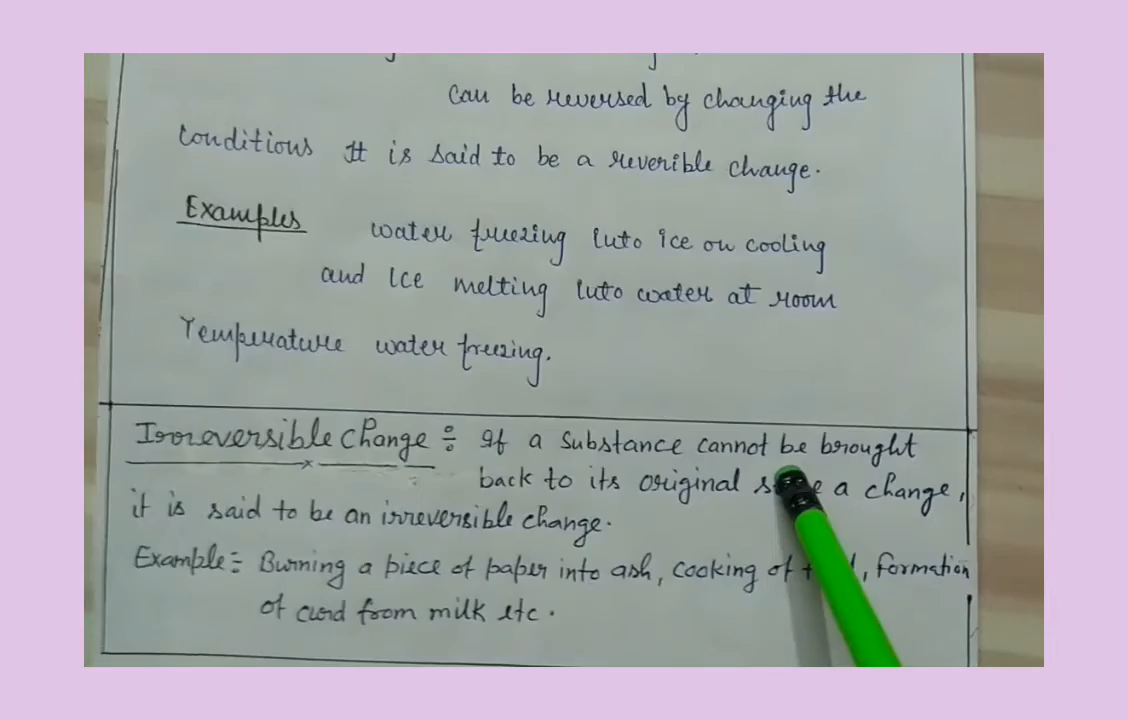 can be reversed by changing the
conditions It is said to be a reverible change.
Examples water freezing into ice on cooling
and Ice melting into water at room
Temperature water freezing.
Irreversible Change ÷ If a substance cannot be brought
back to its original a change,
it is said to be an irreversible change.
Example = Burning a piece of paper into ash, cooking of , formation
of curd from milk etc.